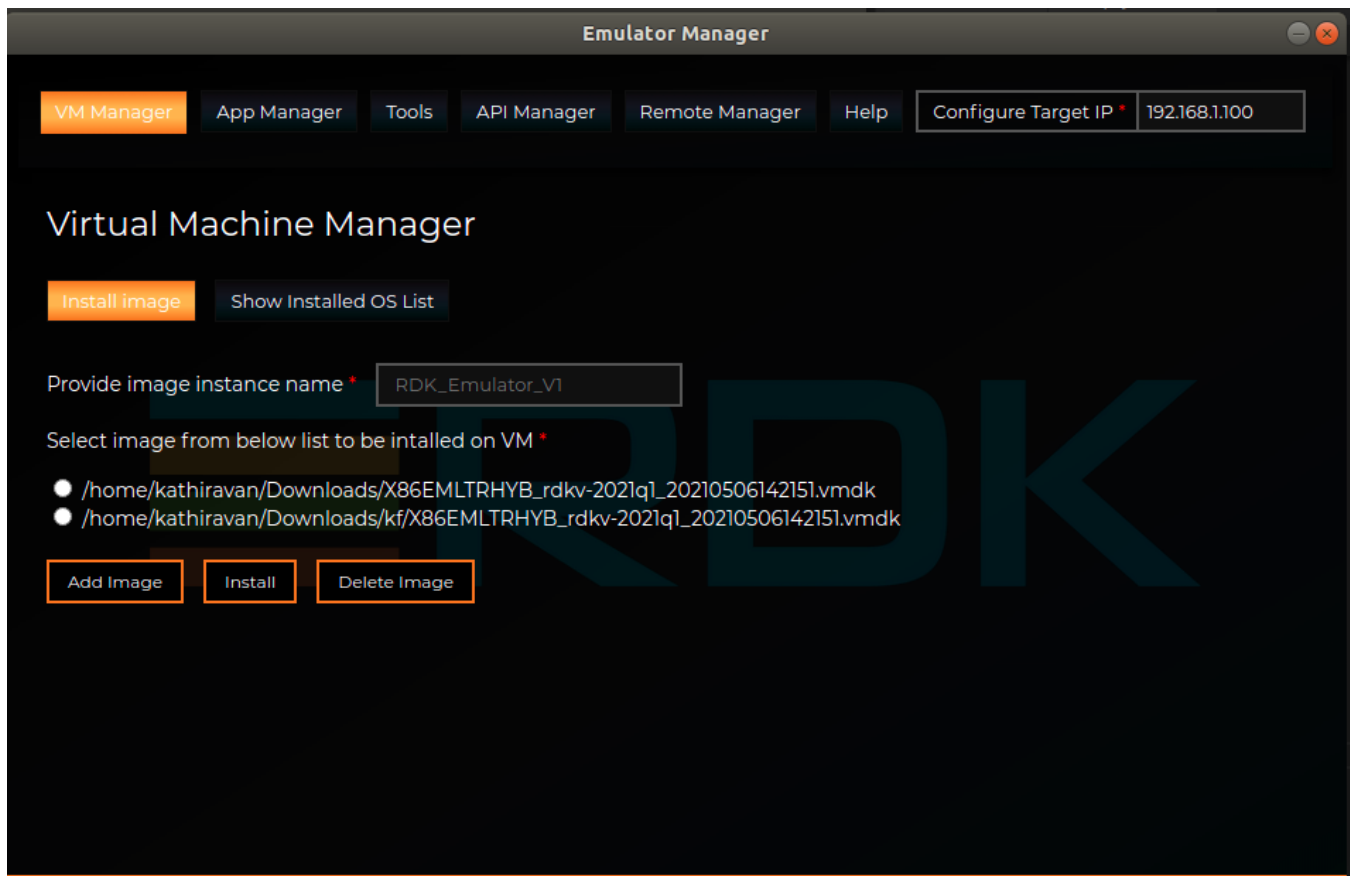 Emulator Manager
VM Manager App Manager Tools API Manager Remote Manager Help Configure Target IP * 192.168.1.100
Virtual Machine Manager
Install image Show Installed OS List
Provide image instance name * RDK_Emulator_V1
Select image from below list to be intalled on VM *
/home/kathiravan/Downloads/X86EMLTRHYB_rdkv-2021q1_20210506142151.vmdk
/home/kathiravan/Downloads/kf/X86EMLTRHYB_rdkv-2021q1_20210506142151.vmdk
Add Image Install Delete Image
RDK